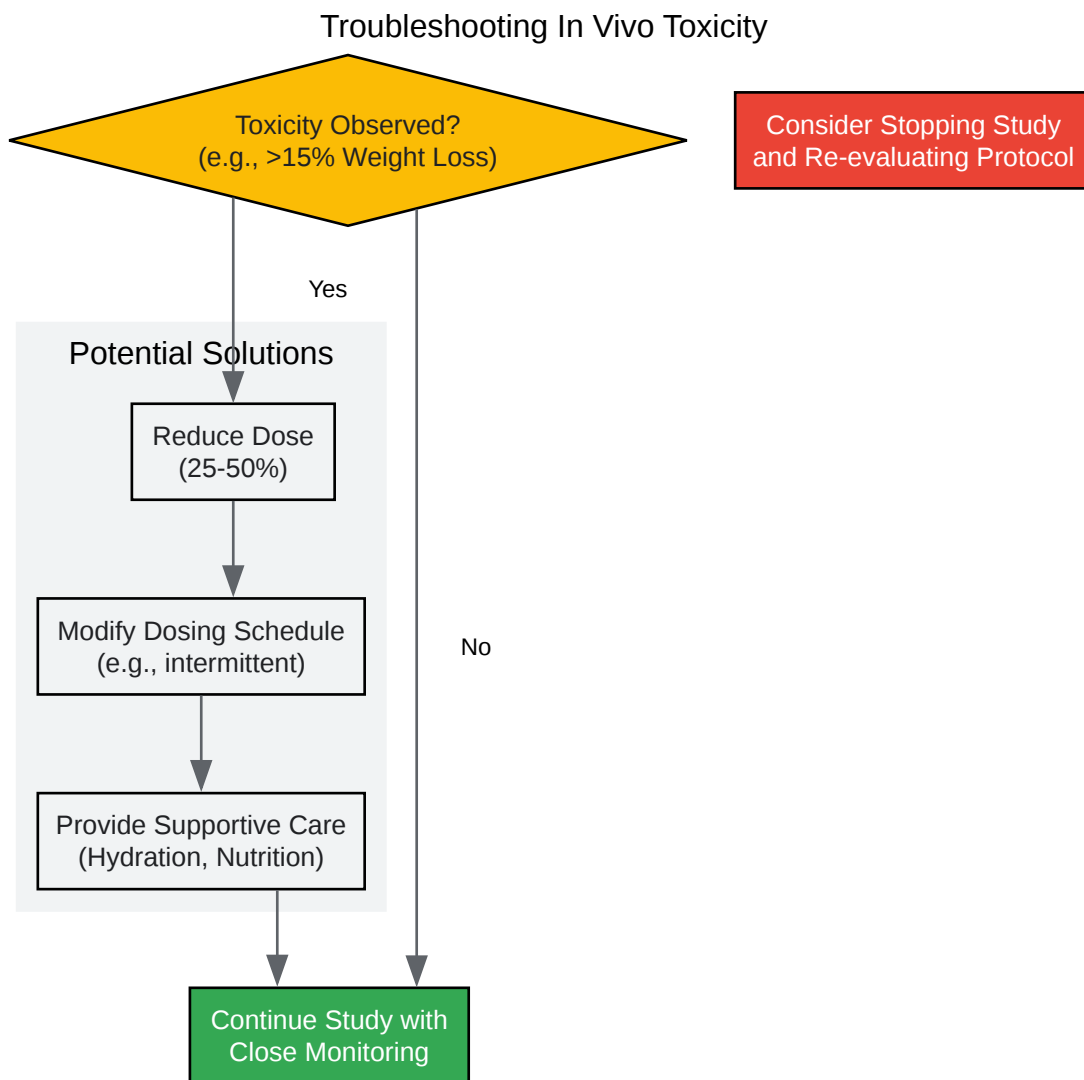 Troubleshooting In Vivo Toxicity
Toxicity Observed?
(e.g., >15% Weight Loss)
Consider Stopping Study
and Re-evaluating Protocol
Yes
Potential Solutions
Reduce Dose
(25-50%)
Modify Dosing Schedule
(e.g., intermittent)
No
Provide Supportive Care
(Hydration, Nutrition)
Continue Study with
Close Monitoring